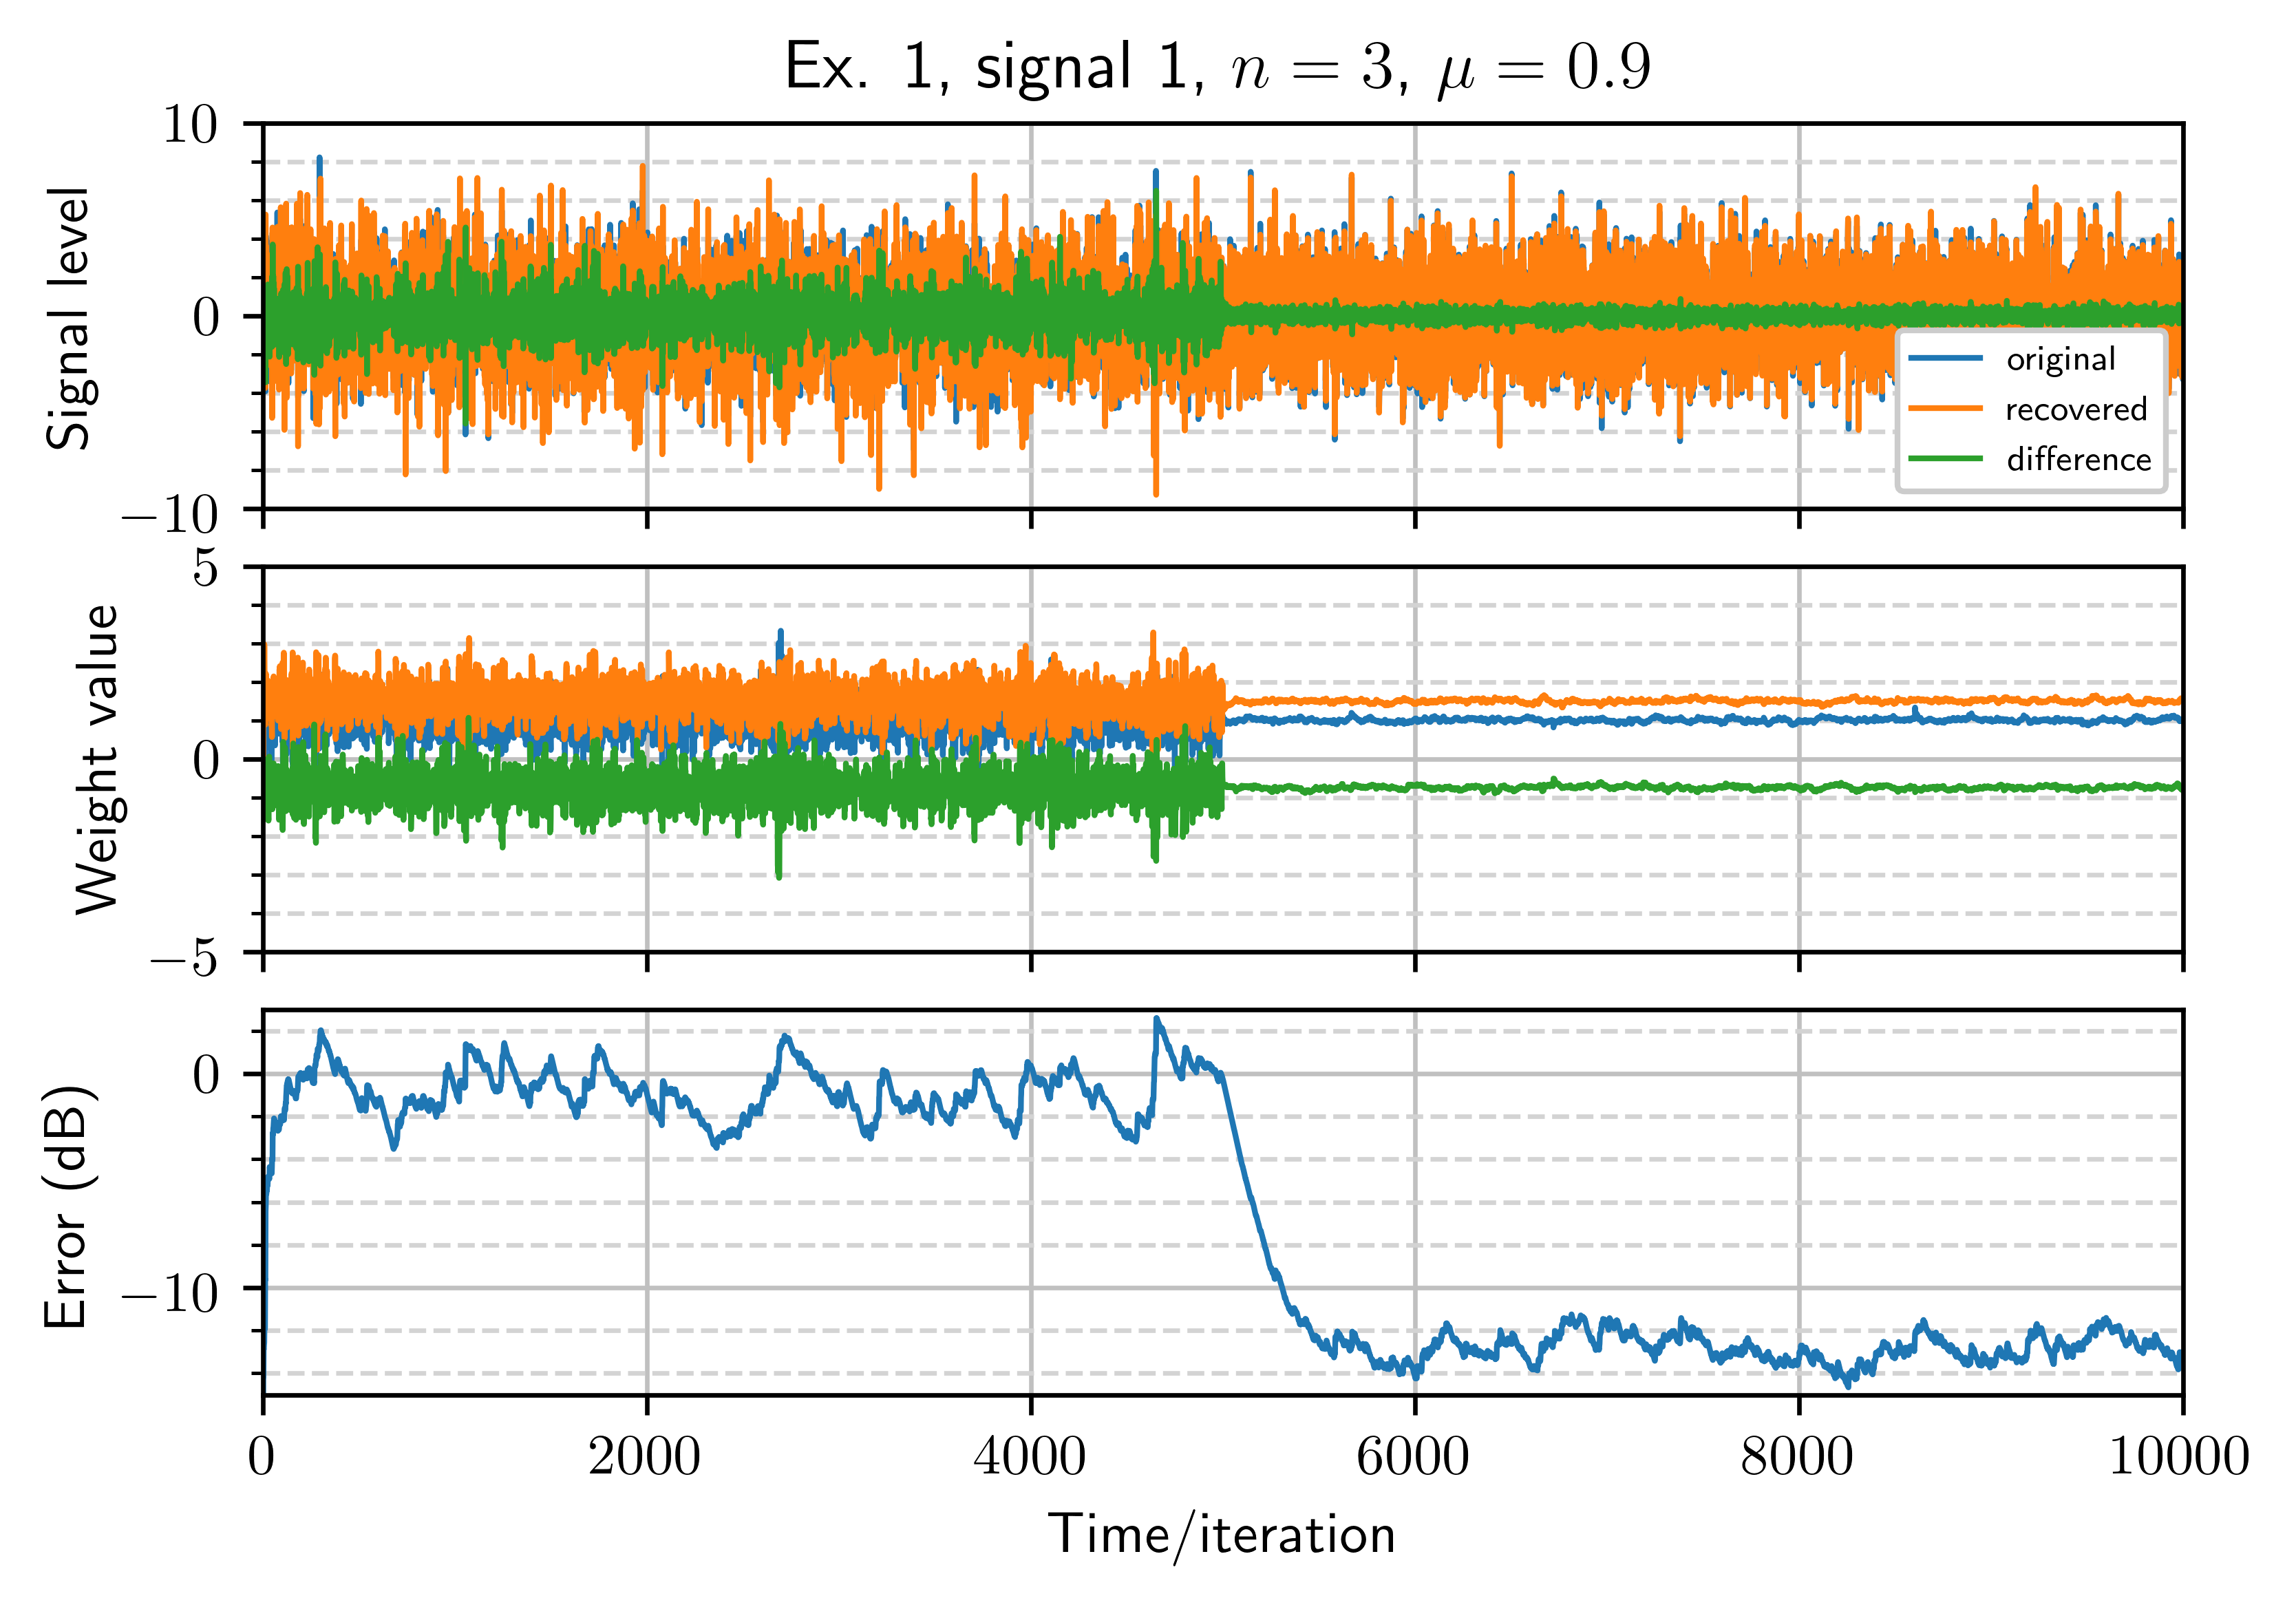 Ex. 1, signal 1, n = 3, μ = 0.9
Signal level
10
0
−10
original
recovered
difference
Weight value
5
0
−5
Error (dB)
0
−10
0 2000 4000 6000 8000 10000
Time/iteration